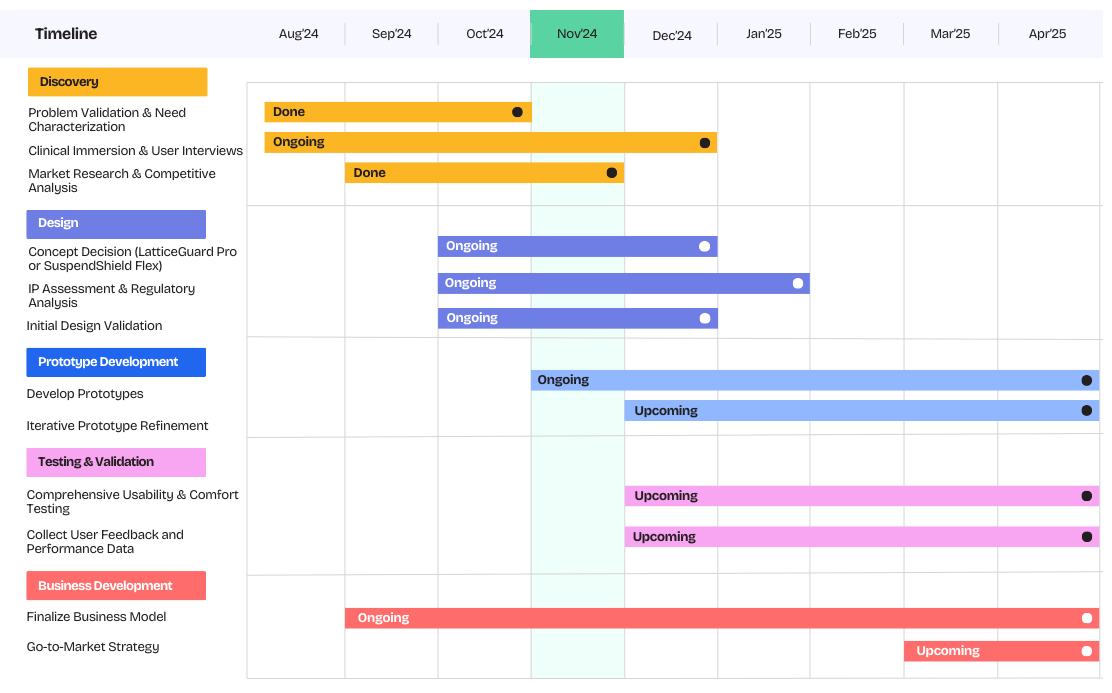 Timeline
Aug'24
Sep'24
Oct'24
Nov'24
Dec'24
Jan'25
Feb'25
Mar'25
Apr'25
Discovery
Problem Validation & Need
Characterization
Done
Clinical Immersion & User Interviews
Ongoing
Market Research & Competitive
Analysis
Done
Design
Concept Decision (LatticeGuard Pro
or SuspendShield Flex)
Ongoing
IP Assessment & Regulatory
Analysis
Ongoing
Initial Design Validation
Ongoing
Prototype Development
Develop Prototypes
Ongoing
Iterative Prototype Refinement
Upcoming
Testing & Validation
Comprehensive Usability & Comfort
Testing
Upcoming
Collect User Feedback and
Performance Data
Upcoming
Business Development
Finalize Business Model
Ongoing
Go-to-Market Strategy
Upcoming